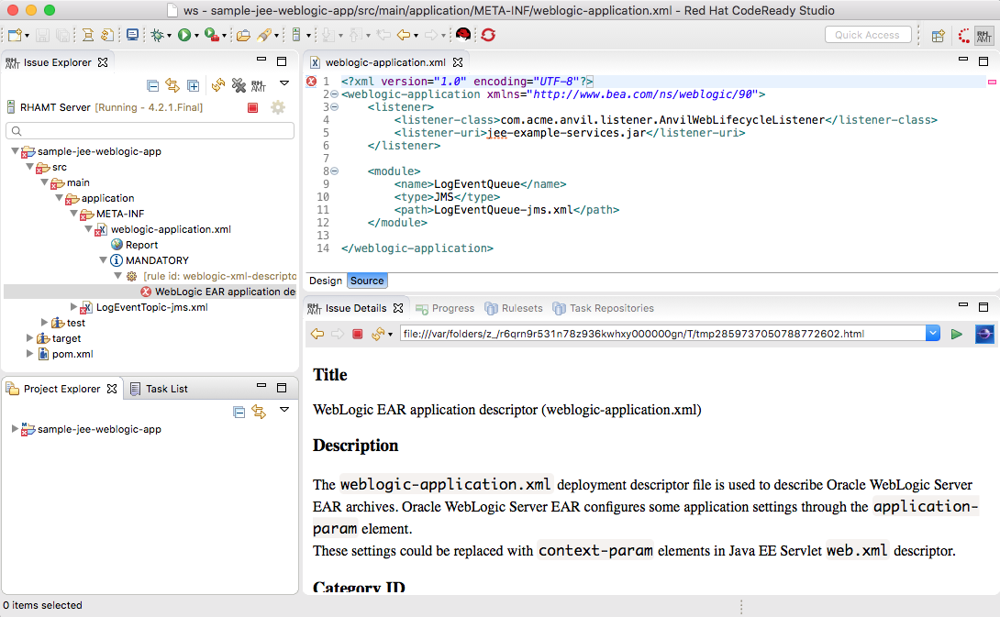 ws - sample-jee-weblogic-app/src/main/application/META-INF/weblogic-application.xml - Red Hat CodeReady Studio
Quick Access
RH AMT
RH AMT Issue Explorer
RH AMT
RHAMT Server [Running - 4.2.1.Final]
sample-jee-weblogic-app
src
main
application
META-INF
weblogic-application.xml
Report
MANDATORY
[rule id: weblogic-xml-descripto
WebLogic EAR application de
LogEventTopic-jms.xml
test
target
pom.xml
Project Explorer
Task List
sample-jee-weblogic-app
weblogic-application.xml
1 <?xml version="1.0" encoding="UTF-8"?>
2 <weblogic-application xmlns="http://www.bea.com/ns/weblogic/90">
3 <listener>
4 <listener-class>com.acme.anvil.listener.AnvilWebLifecycleListener</listener-class>
5 <listener-uri>jee-example-services.jar</listener-uri>
6 </listener>
7
8 <module>
9 <name>LogEventQueue</name>
10 <type>JMS</type>
11 <path>LogEventQueue-jms.xml</path>
12 </module>
13
14 </weblogic-application>
Design Source
RH AMT Issue Details
Progress
Rulesets
Task Repositories
file:///var/folders/z_/r6qrn9r531n78z936kwhxy000000gn/T/tmp2859737050788772602.html
Title
WebLogic EAR application descriptor (weblogic-application.xml)
Description
The weblogic-application.xml deployment descriptor file is used to describe Oracle WebLogic Server
EAR archives. Oracle WebLogic Server EAR configures some application settings through the application-
param element.
These settings could be replaced with context-param elements in Java EE Servlet web.xml descriptor.
Category ID
0 items selected